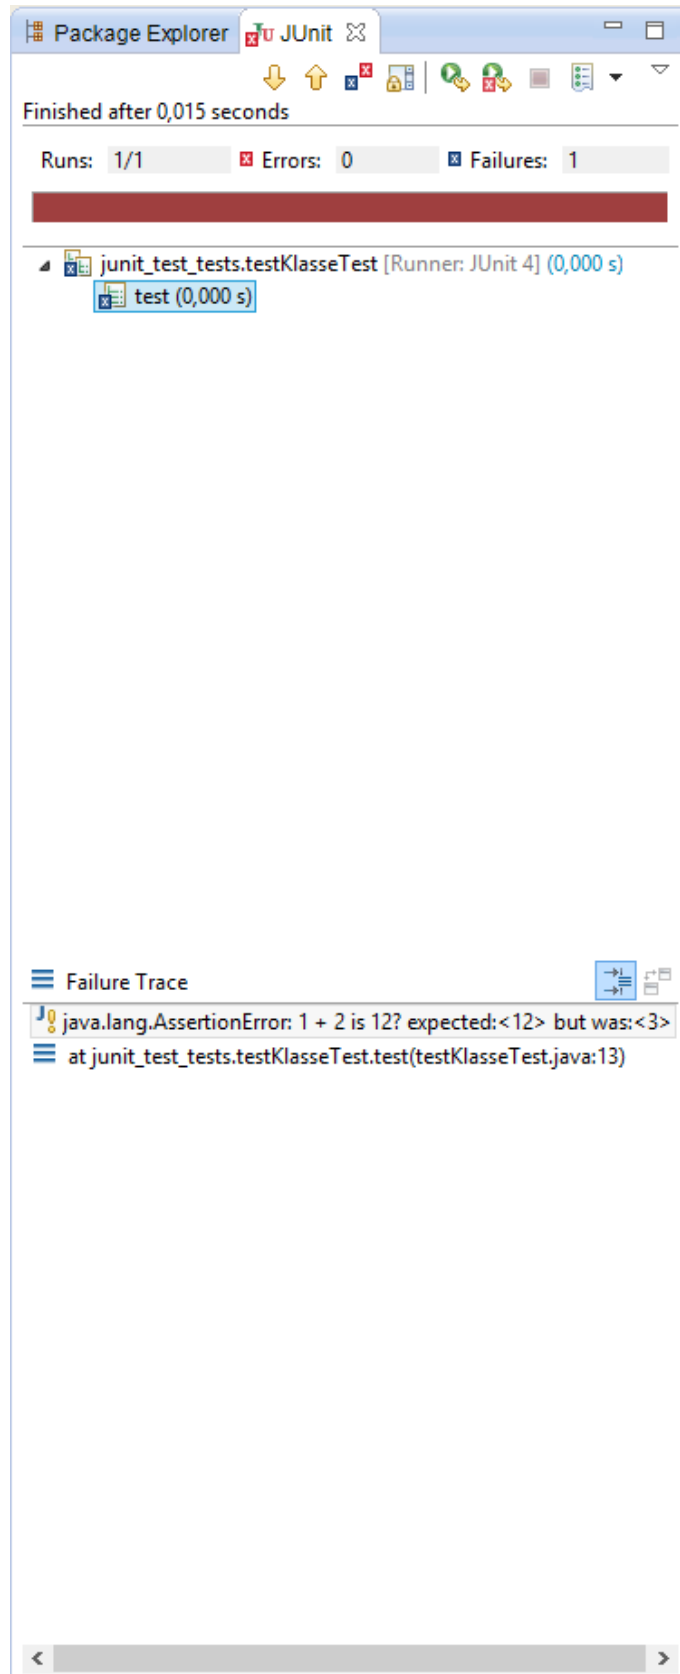 Package Explorer JUnit
Finished after 0,015 seconds
Runs: 1/1 Errors: 0 Failures: 1
junit_test_tests.testKlasseTest [Runner: JUnit 4] (0,000 s)
test (0,000 s)
Failure Trace
java.lang.AssertionError: 1 + 2 is 12? expected:<12> but was:<3>
at junit_test_tests.testKlasseTest.test(testKlasseTest.java:13)